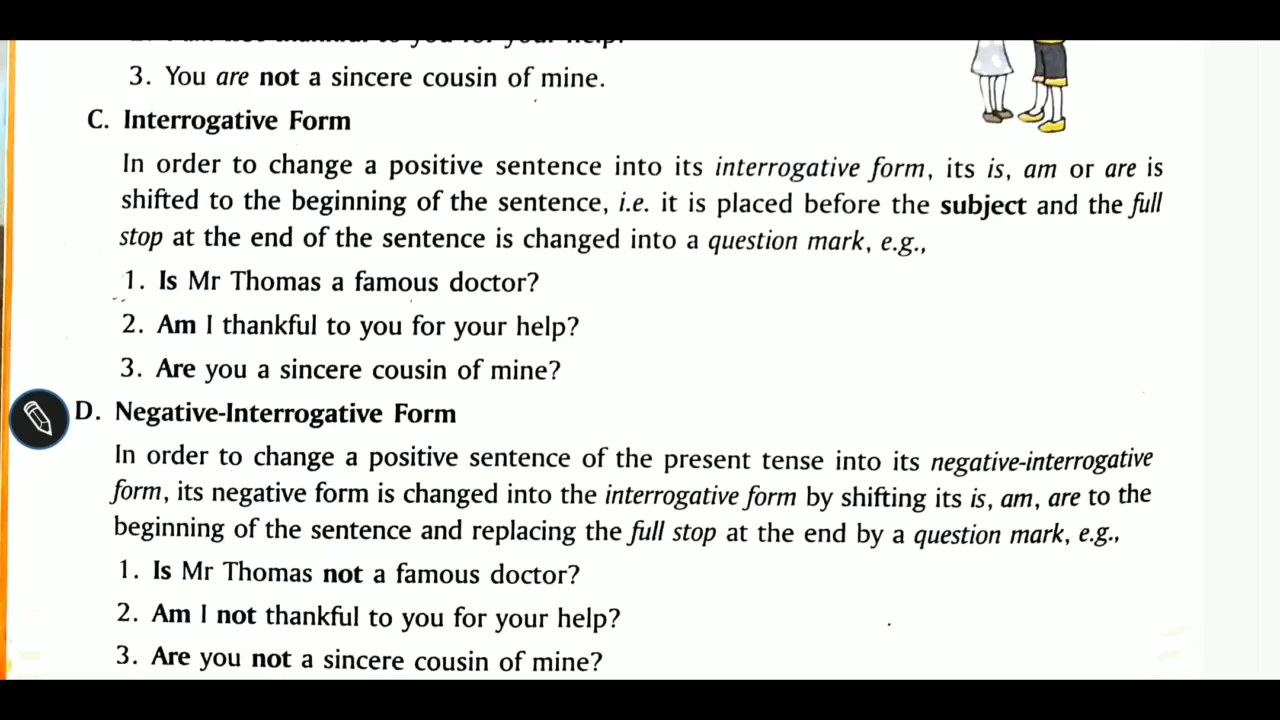 3. You are not a sincere cousin of mine.
C. Interrogative Form
In order to change a positive sentence into its interrogative form, its is, am or are is
shifted to the beginning of the sentence, i.e. it is placed before the subject and the full
stop at the end of the sentence is changed into a question mark, e.g.,
1. Is Mr Thomas a famous doctor?
2. Am I thankful to you for your help?
3. Are you a sincere cousin of mine?
D. Negative-Interrogative Form
In order to change a positive sentence of the present tense into its negative-interrogative
form, its negative form is changed into the interrogative form by shifting its is, am, are to the
beginning of the sentence and replacing the full stop at the end by a question mark, e.g.,
1. Is Mr Thomas not a famous doctor?
2. Am I not thankful to you for your help?
3. Are you not a sincere cousin of mine?